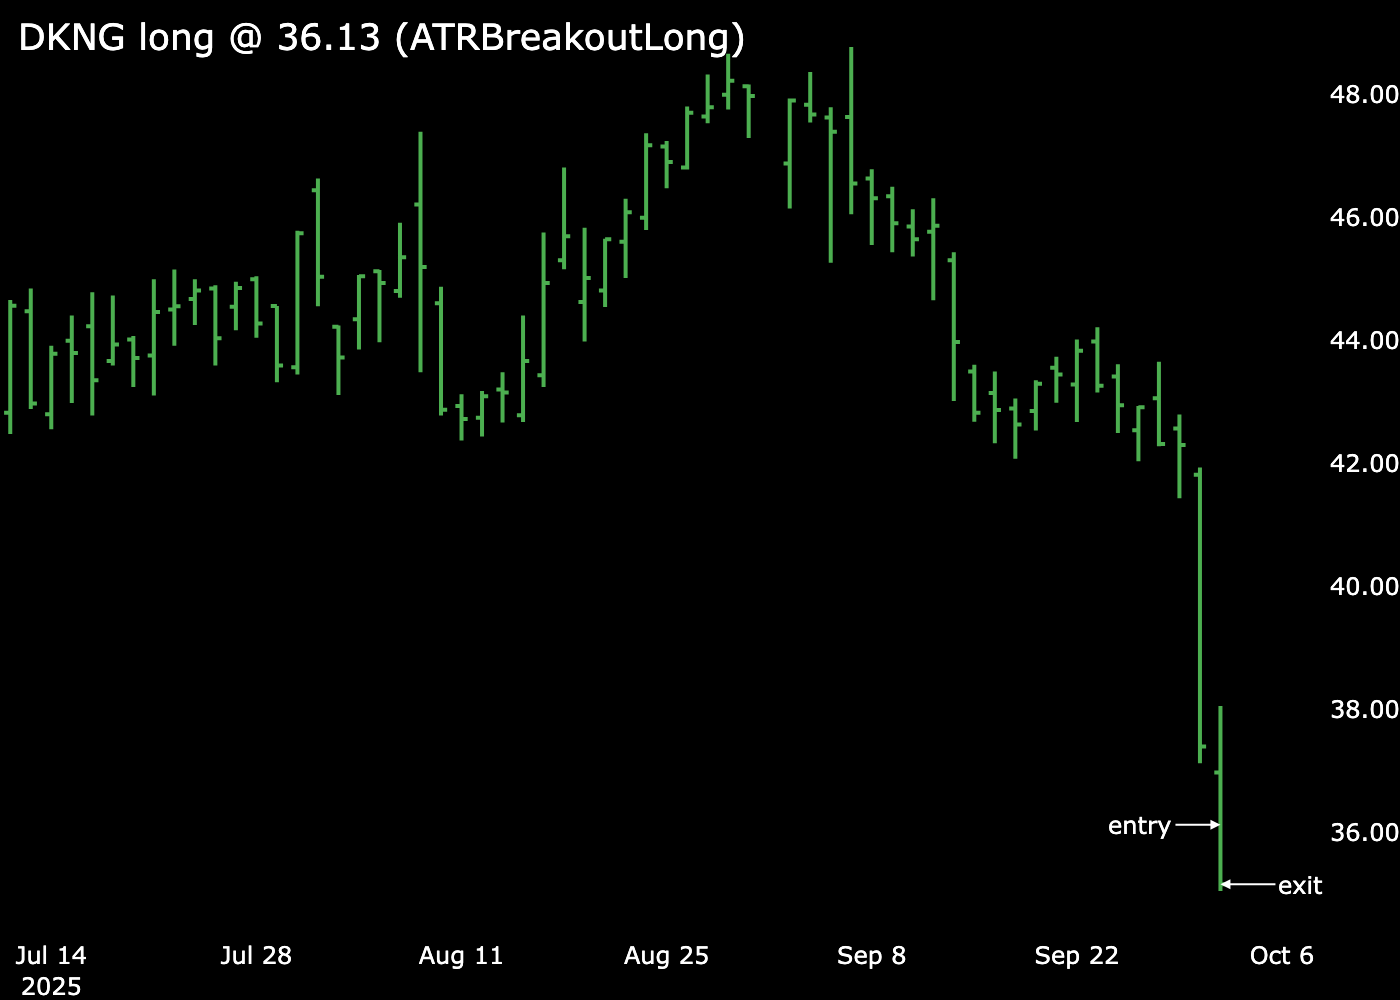 DKNG long @ 36.13 (ATRBreakoutLong)
48.00
46.00
44.00
42.00
40.00
38.00
36.00
entry
exit
Jul 14
2025
Jul 28
Aug 11
Aug 25
Sep 8
Sep 22
Oct 6